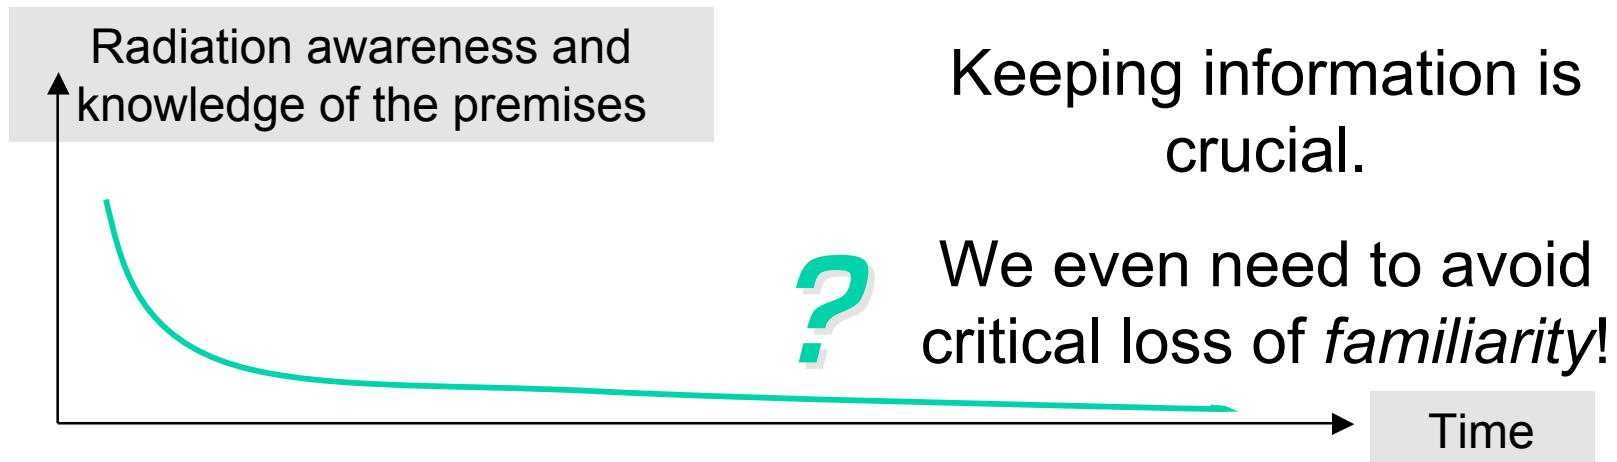 Radiation awareness and
knowledge of the premises
Keeping information is
crucial.
?
We even need to avoid
critical loss of familiarity!
Time